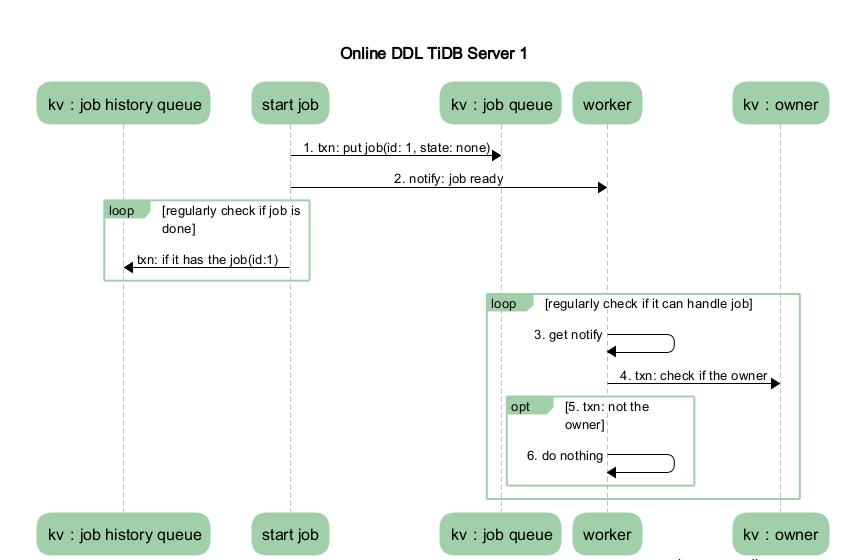 Online DDL TiDB Server 1
kv : job history queue
start job
kv : job queue
worker
kv : owner
1. txn: put job(id: 1, state: none)
2. notify: job ready
loop
[regularly check if job is
done]
txn: if it has the job(id:1)
loop
[regularly check if it can handle job]
3. get notify
4. txn: check if the owner
opt
[5. txn: not the
owner]
6. do nothing
kv : job history queue
start job
kv : job queue
worker
kv : owner